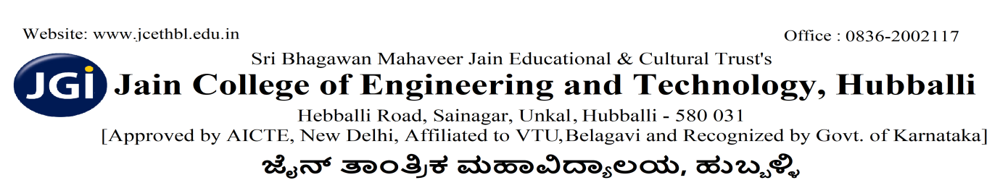 Website: www.jcethbl.edu.in
Office : 0836-2002117
Sri Bhagawan Mahaveer Jain Educational & Cultural Trust's
JGi
Jain College of Engineering and Technology, Hubballi
Hebballi Road, Sainagar, Unkal, Hubballi - 580 031
[Approved by AICTE, New Delhi, Affiliated to VTU,Belagavi and Recognized by Govt. of Karnataka]
ಜೈನ್ ತಾಂತ್ರಿಕ ಮಹಾವಿದ್ಯಾಲಯ, ಹುಬ್ಬಳ್ಳಿ